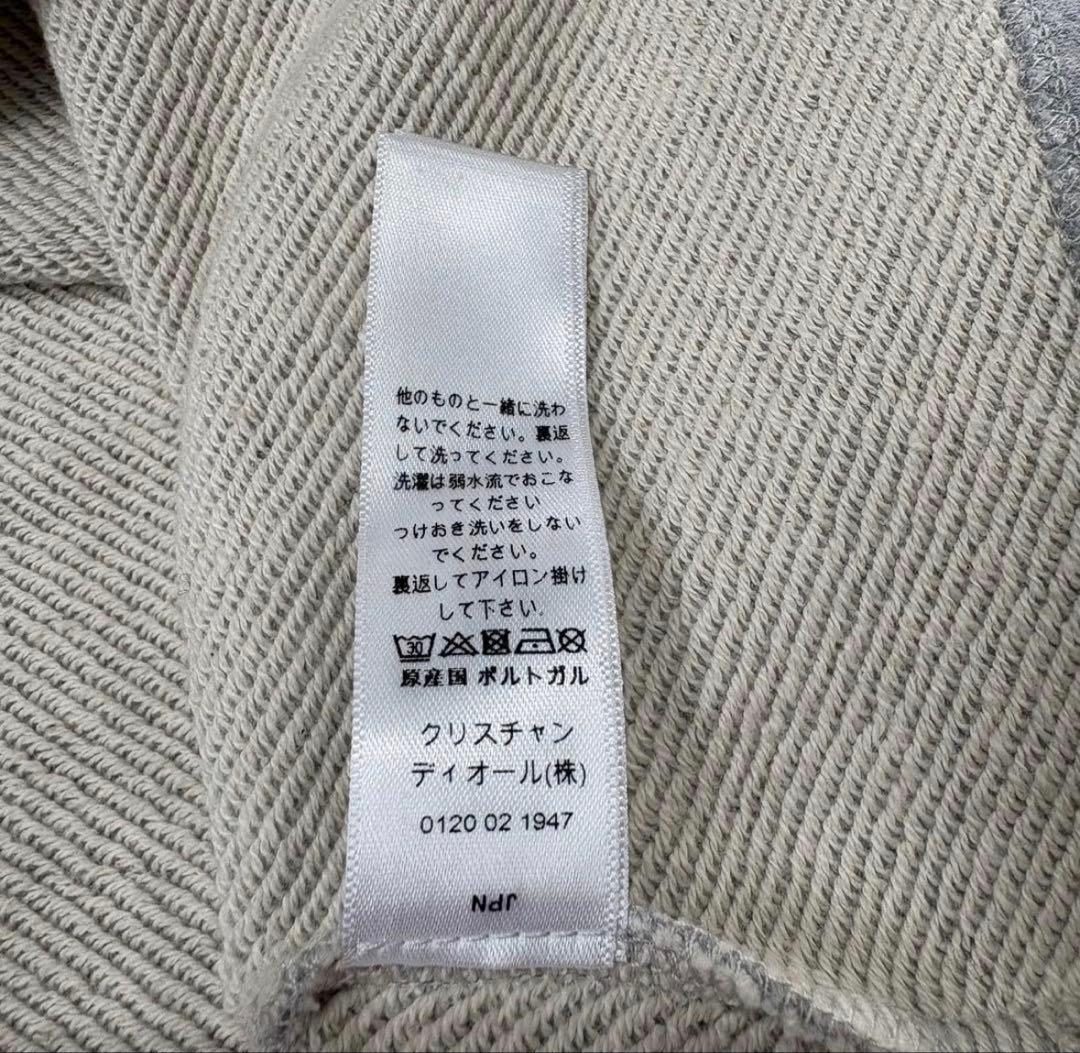 他のものと一緒に洗わ
ないでください。裏返
して洗ってください。
洗濯は弱水流でおこな
ってください
つけおき洗いをしない
でください。
裏返してアイロン掛け
して下さい.
30
原産国 ポルトガル
クリスチャン
ディオール(株)
0120 02 1947
JPN